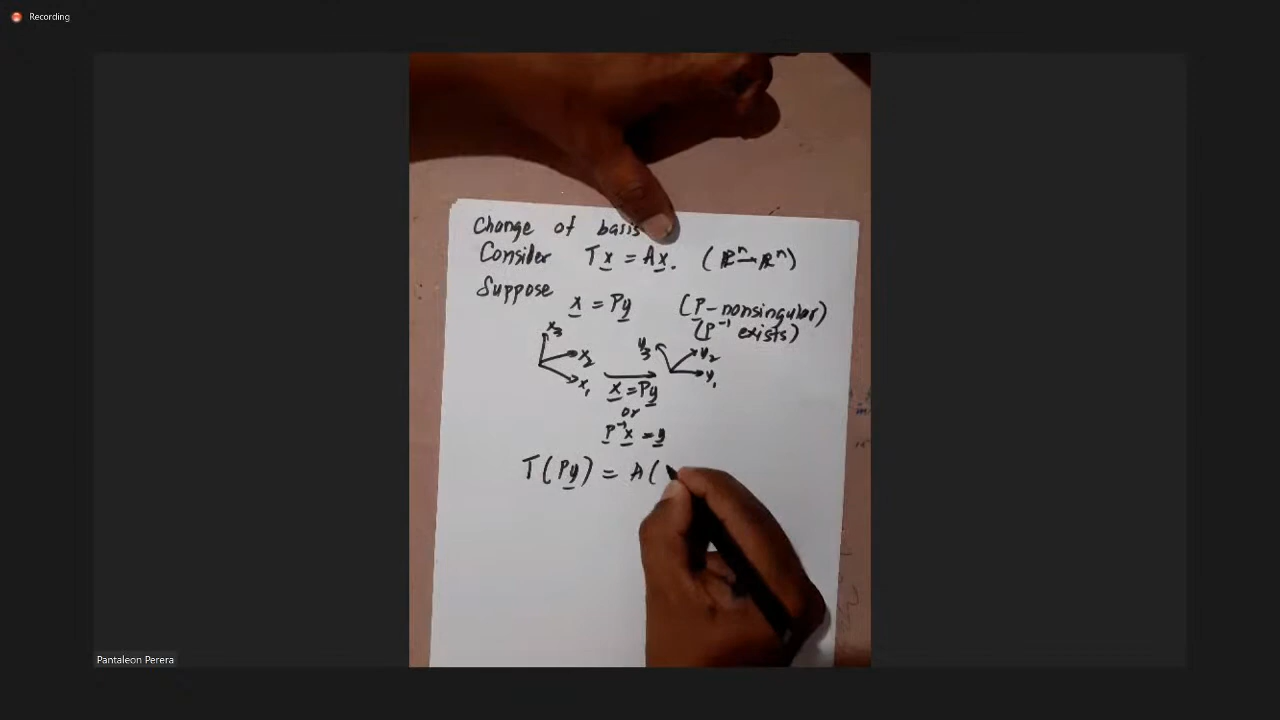 Recording
Change of basis
Consider Tx = Ax. (ℝⁿ→ℝⁿ)
Suppose x = Py (P-nonsingular)
(P⁻¹ exists)
x₃ x₂ x₁ y₃ y₂ y₁
x = Py
or
P⁻¹x = y
T(Py) = A(
Pantaleon Perera